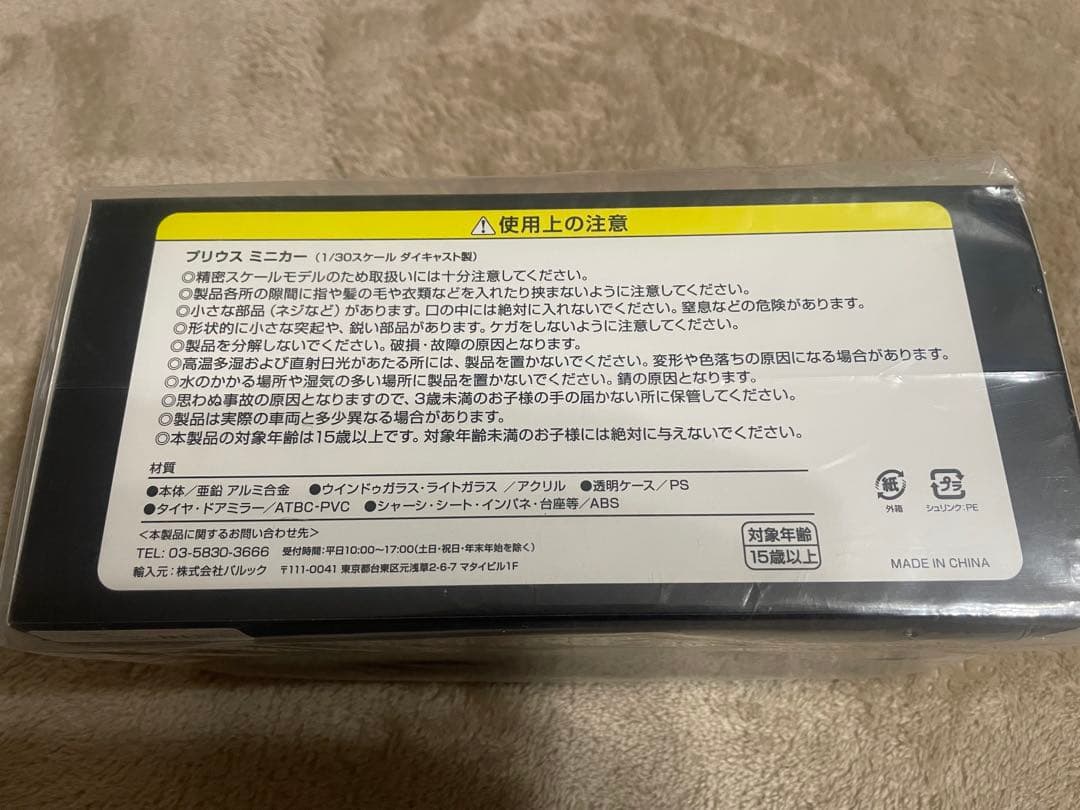 ⚠使用上の注意
プリウス ミニカー（1/30スケール ダイキャスト製）
◎精密スケールモデルのため取扱いには十分注意してください。
◎製品各所の隙間に指や髪の毛や衣類などを入れたり挟まないように注意してください。
◎小さな部品（ネジなど）があります。口の中には絶対に入れないでください。窒息などの危険があります。
◎形状的に小さな突起や、鋭い部品があります。ケガをしないように注意してください。
◎製品を分解しないでください。破損・故障の原因となります。
◎高温多湿および直射日光があたる所には、製品を置かないでください。変形や色落ちの原因になる場合があります。
◎水のかかる場所や湿気の多い場所に製品を置かないでください。錆の原因となります。
◎思わぬ事故の原因となりますので、3歳未満のお子様の手の届かない所に保管してください。
◎製品は実際の車両と多少異なる場合があります。
◎本製品の対象年齢は15歳以上です。対象年齢未満のお子様には絶対に与えないでください。
材質
●本体／亜鉛 アルミ合金 ●ウインドゥガラス・ライトガラス ／アクリル ●透明ケース／PS
●タイヤ・ドアミラー／ATBC-PVC ●シャーシ・シート・インパネ・台座等／ABS
紙 外箱
プラ シュリンク：PE
＜本製品に関するお問い合わせ先＞
TEL: 03-5830-3666 受付時間：平日10:00～17:00（土日・祝日・年末年始を除く）
輸入元：株式会社バルック 〒111-0041 東京都台東区元浅草2-6-7 マタイビル1F
対象年齢
15歳以上
MADE IN CHINA